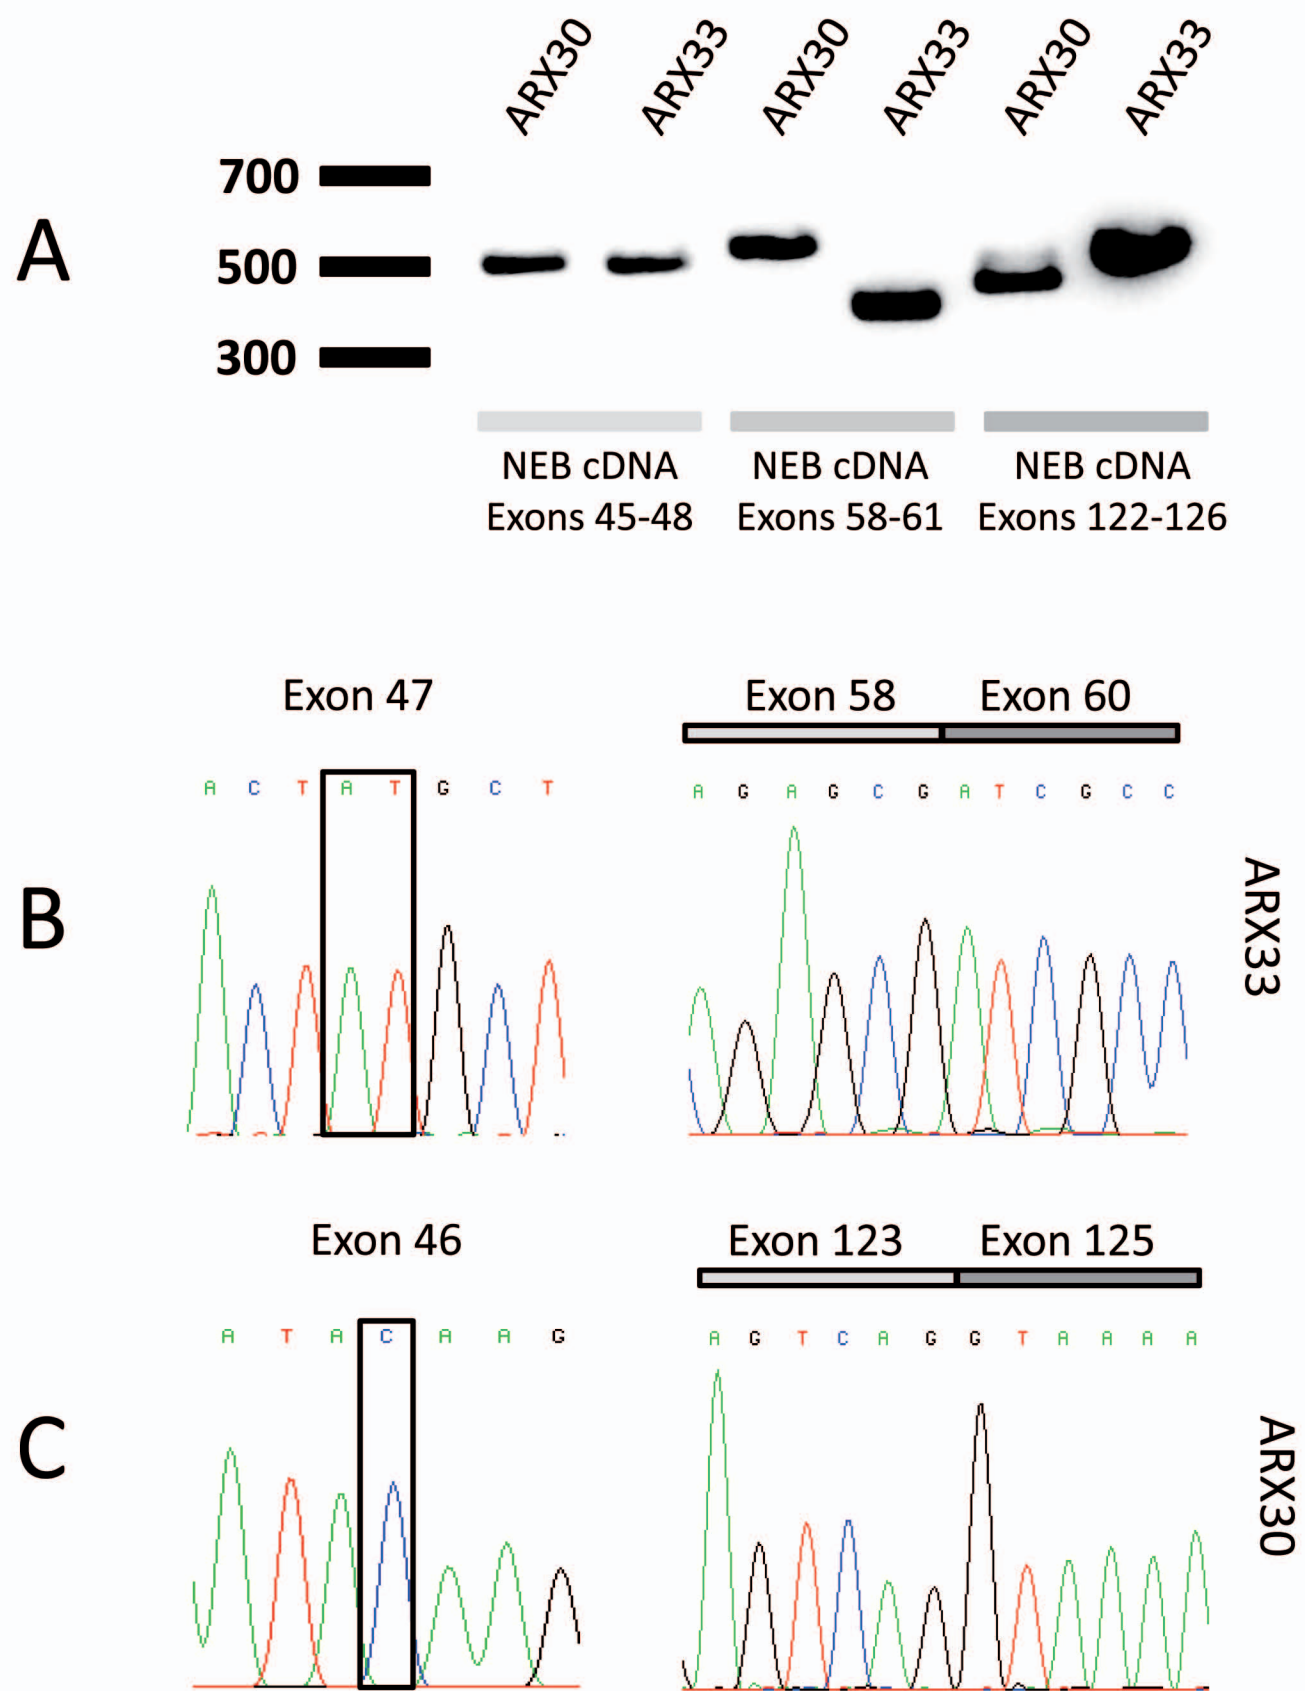 ARX30 ARX33 ARX30 ARX33 ARX30 ARX33
A
700
500
300
NEB cDNA
Exons 45-48
NEB cDNA
Exons 58-61
NEB cDNA
Exons 122-126
B
Exon 47
A C T A T G C T
Exon 58 Exon 60
A G A G C G A T C G C C
ARX33
C
Exon 46
A T A C A A G
Exon 123 Exon 125
A G T C A G G T A A A A
ARX30